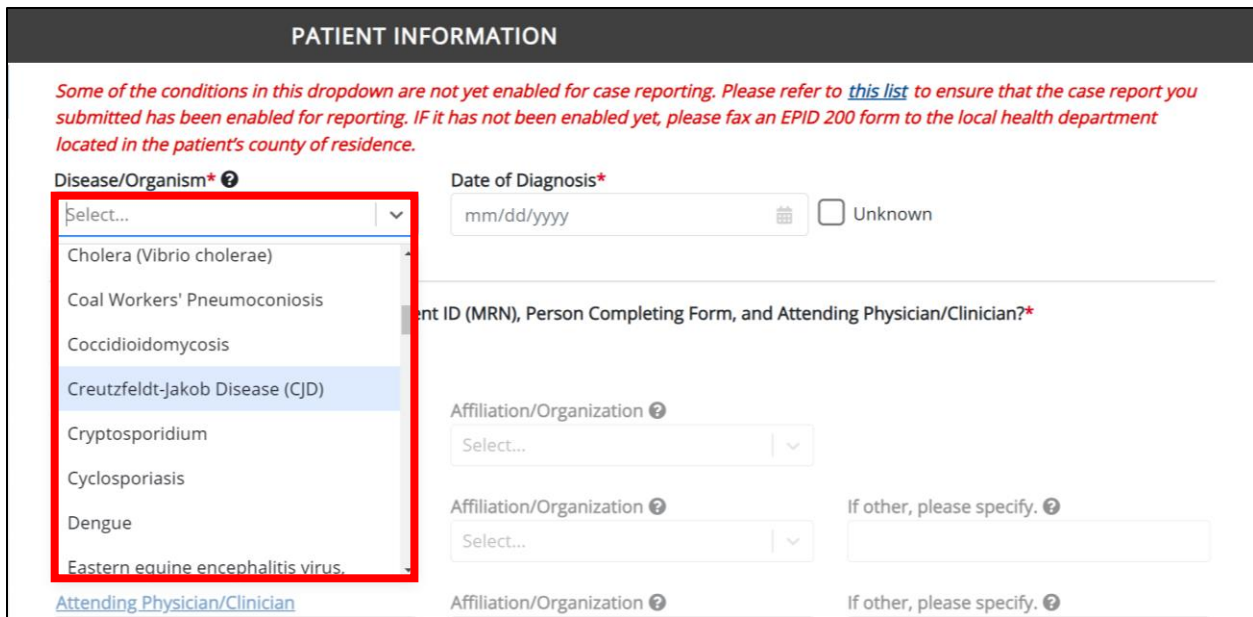 PATIENT INFORMATION
Some of the conditions in this dropdown are not yet enabled for case reporting. Please refer to this list to ensure that the case report you
submitted has been enabled for reporting. IF it has not been enabled yet, please fax an EPID 200 form to the local health department
located in the patient's county of residence.
Disease/Organism* Date of Diagnosis*
Select... mm/dd/yyyy Unknown
Cholera (Vibrio cholerae)
Coal Workers' Pneumoconiosis
ent ID (MRN), Person Completing Form, and Attending Physician/Clinician?*
Coccidioidomycosis
Creutzfeldt-Jakob Disease (CJD)
Affiliation/Organization
Cryptosporidium
Select...
Cyclosporiasis
Affiliation/Organization If other, please specify.
Dengue
Select...
Eastern equine encephalitis virus,
Attending Physician/Clinician Affiliation/Organization If other, please specify.